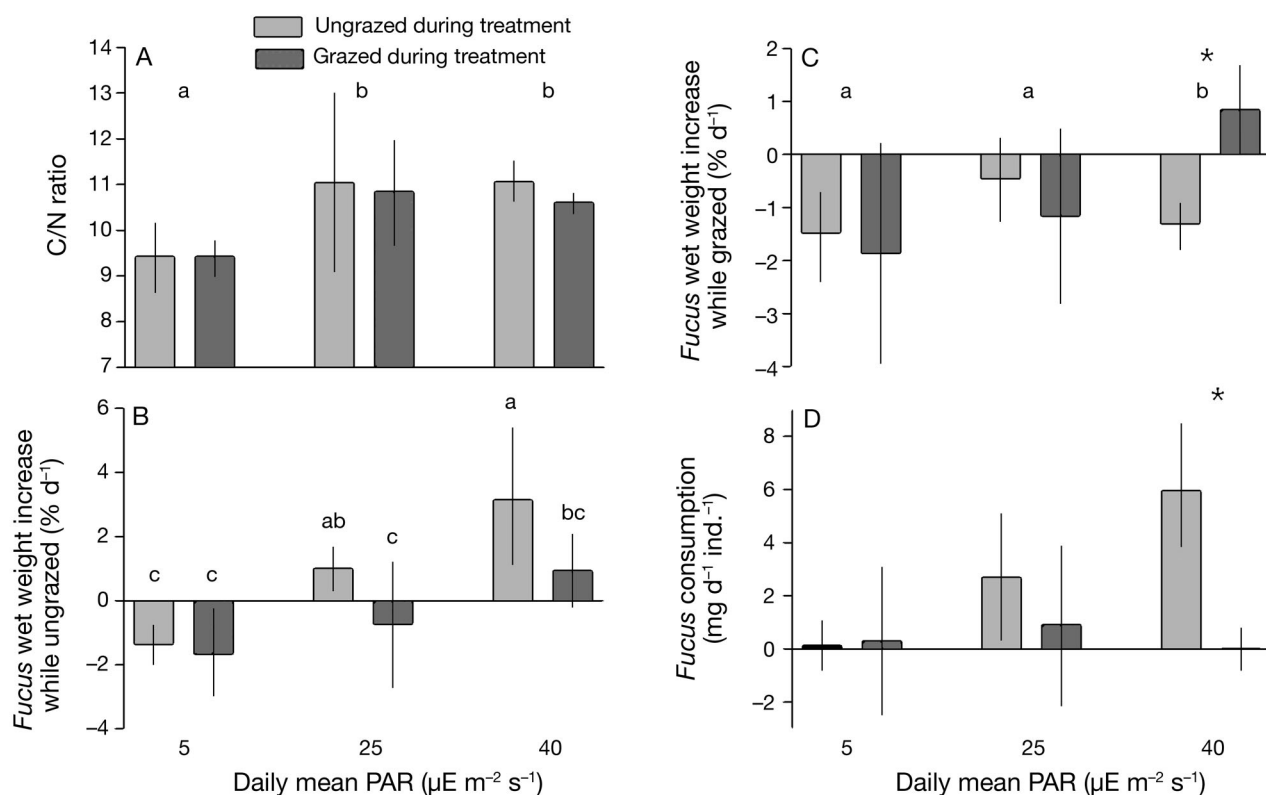 Ungrazed during treatment
Grazed during treatment
A
14
13
12
11
10
9
8
7
C/N ratio
a
b
b
B
6
4
2
0
–2
–4
Fucus wet weight increase
while ungrazed (% d–1)
c
c
ab
c
a
bc
5
25
40
Daily mean PAR (µE m–2 s–1)
C
2
1
0
–1
–2
–3
–4
Fucus wet weight increase
while grazed (% d–1)
a
a
b
*
D
8
6
4
2
0
–2
Fucus consumption
(mg d–1 ind.–1)
*
5
25
40
Daily mean PAR (µE m–2 s–1)